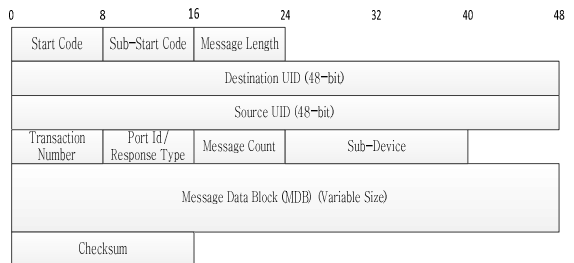 0 8 16 24 32 40 48
Start Code Sub-Start Code Message Length
Destination UID (48-bit)
Source UID (48-bit)
Transaction Number Port Id/ Response Type Message Count Sub-Device
Message Data Block (MDB) (Variable Size)
Checksum